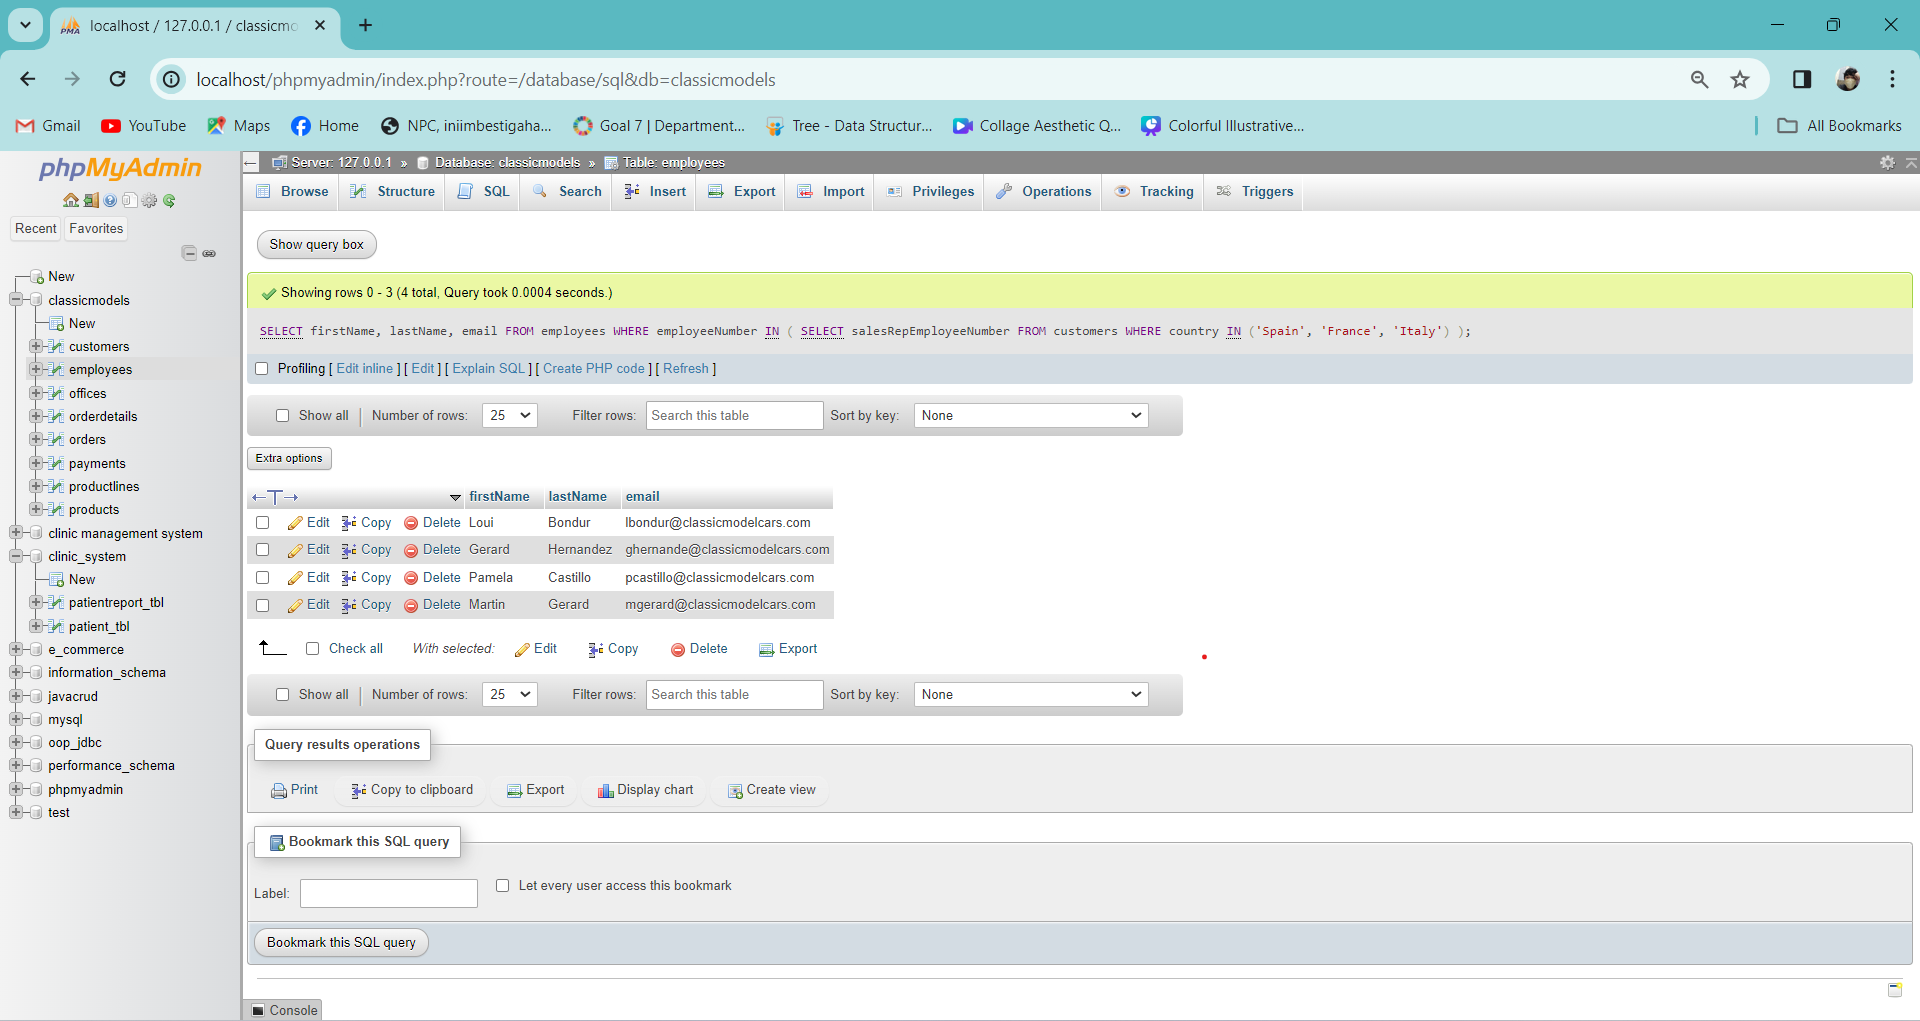 localhost / 127.0.0.1 / classicmo
localhost/phpmyadmin/index.php?route=/database/sql&db=classicmodels
Gmail YouTube Maps Home NPC, iniimbestigaha... Goal 7 | Department... Tree - Data Structur... Collage Aesthetic Q... Colorful Illustrative... All Bookmarks
phpMyAdmin
Recent Favorites
New
classicmodels
New
customers
employees
offices
orderdetails
orders
payments
productlines
products
clinic management system
clinic_system
New
patientreport_tbl
patient_tbl
e_commerce
information_schema
javacrud
mysql
oop_jdbc
performance_schema
phpmyadmin
test
Server: 127.0.0.1 » Database: classicmodels » Table: employees
Browse Structure SQL Search Insert Export Import Privileges Operations Tracking Triggers
Show query box
Showing rows 0 - 3 (4 total, Query took 0.0004 seconds.)
SELECT firstName, lastName, email FROM employees WHERE employeeNumber IN ( SELECT salesRepEmployeeNumber FROM customers WHERE country IN ('Spain', 'France', 'Italy') );
Profiling [ Edit inline ] [ Edit ] [ Explain SQL ] [ Create PHP code ] [ Refresh ]
Show all Number of rows: 25 Filter rows: Search this table Sort by key: None
Extra options
firstName lastName email
Edit Copy Delete Loui Bondur lbondur@classicmodelcars.com
Edit Copy Delete Gerard Hernandez ghernande@classicmodelcars.com
Edit Copy Delete Pamela Castillo pcastillo@classicmodelcars.com
Edit Copy Delete Martin Gerard mgerard@classicmodelcars.com
Check all With selected: Edit Copy Delete Export
Show all Number of rows: 25 Filter rows: Search this table Sort by key: None
Query results operations
Print Copy to clipboard Export Display chart Create view
Bookmark this SQL query
Label: Let every user access this bookmark
Bookmark this SQL query
Console